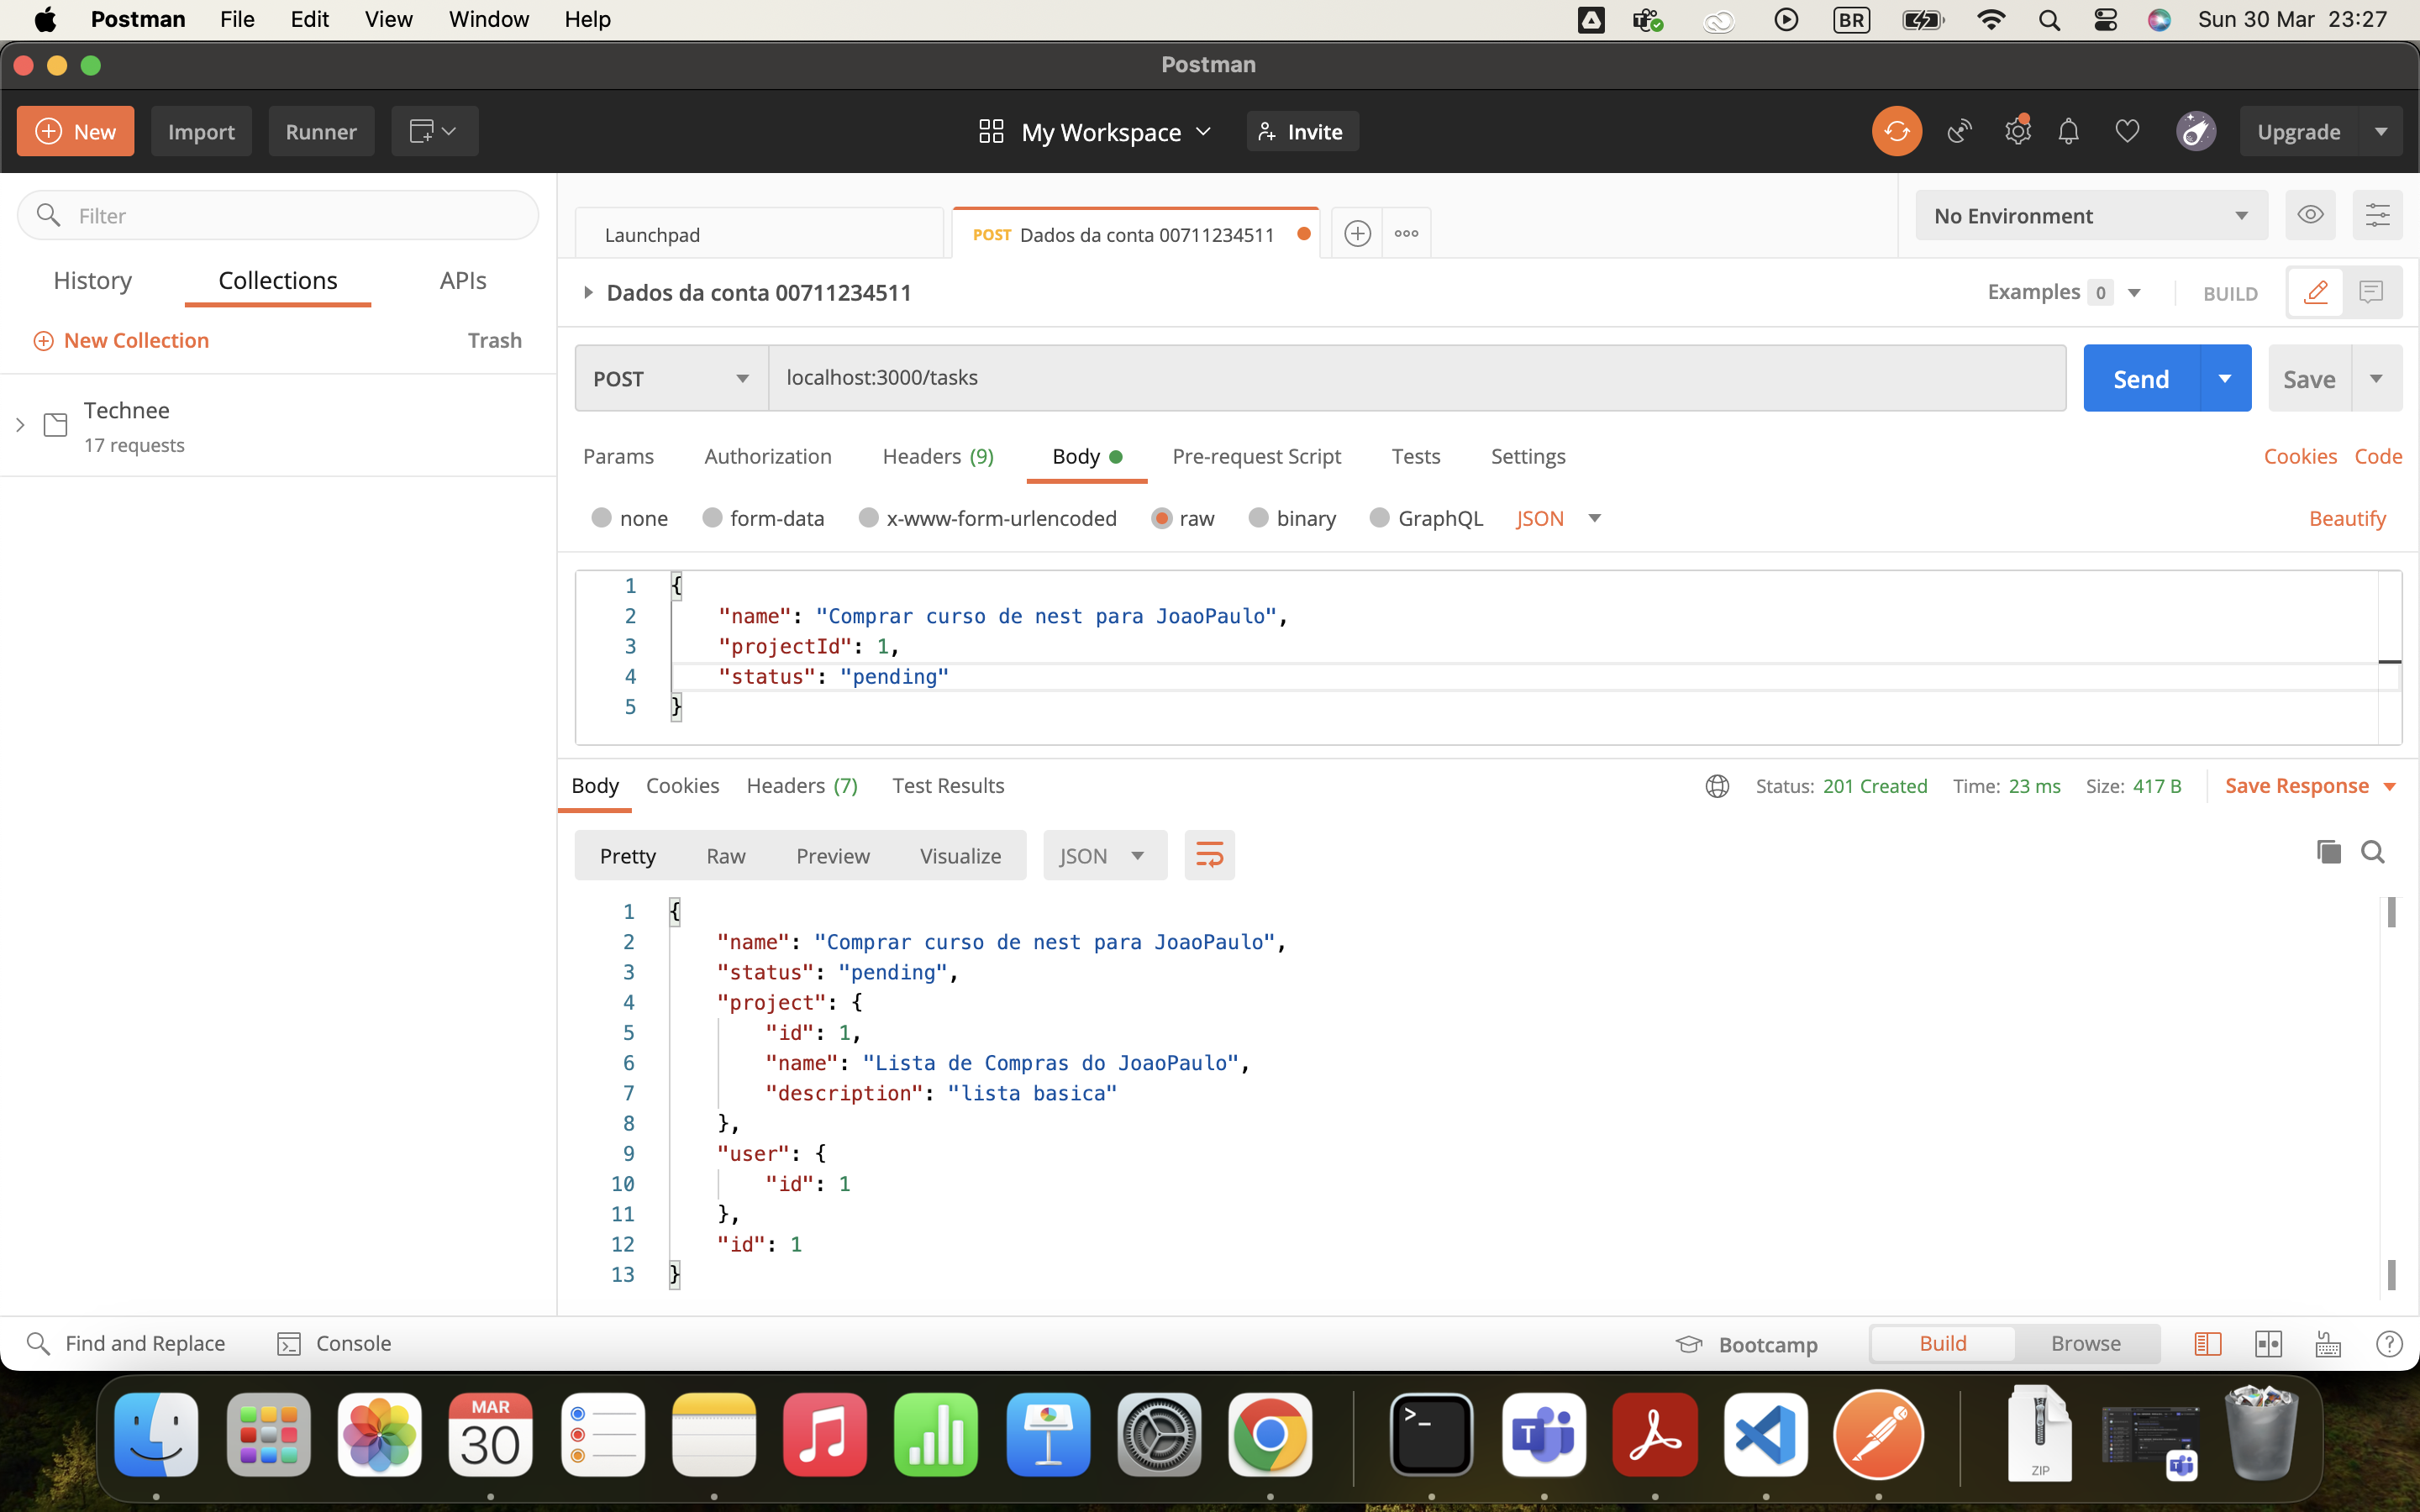 Postman File Edit View Window Help BR Sun 30 Mar 23:27
Postman
New Import Runner My Workspace Invite Upgrade
Filter
Launchpad POST Dados da conta 00711234511 No Environment
History Collections APIs
Dados da conta 00711234511 Examples 0 BUILD
New Collection Trash
POST localhost:3000/tasks Send Save
Technee
17 requests
Params Authorization Headers (9) Body Pre-request Script Tests Settings Cookies Code
none form-data x-www-form-urlencoded raw binary GraphQL JSON Beautify
1 {
2 "name": "Comprar curso de nest para JoaoPaulo",
3 "projectId": 1,
4 "status": "pending"
5 }
Body Cookies Headers (7) Test Results Status: 201 Created Time: 23 ms Size: 417 B Save Response
Pretty Raw Preview Visualize JSON
1 {
2 "name": "Comprar curso de nest para JoaoPaulo",
3 "status": "pending",
4 "project": {
5 "id": 1,
6 "name": "Lista de Compras do JoaoPaulo",
7 "description": "lista basica"
8 },
9 "user": {
10 "id": 1
11 },
12 "id": 1
13 }
Find and Replace Console Bootcamp Build Browse
MAR
30
>_
T
ZIP